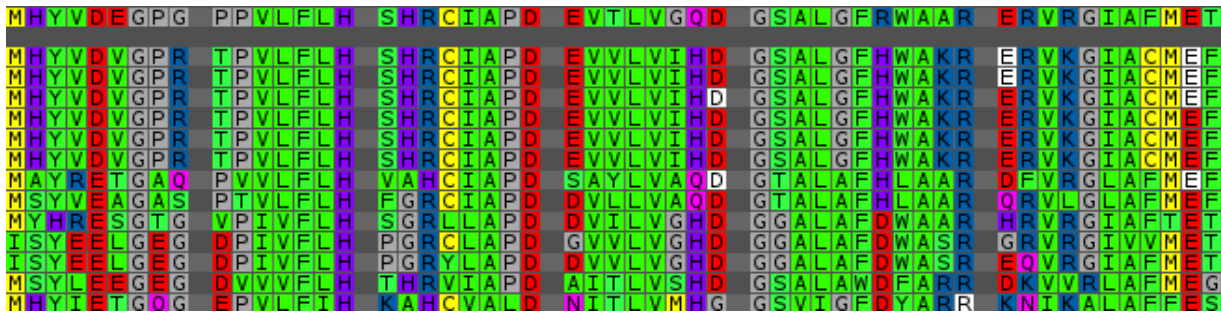 MHYVDEGPG PPVLFLH SHRCIAPD EVTLVGQD GSALGFRWAAR ERVRGIAFMET
MHYVDVGPR TPVLFLH SHRCIAPD EVVLVIHD GSALGFHWAKR ERVKGIACMEF
MHYVDVGPR TPVLFLH SHRCIAPD EVVLVIHD GSALGFHWAKR ERVKGIACMEF
MHYVDVGPR TPVLFLH SHRCIAPD EVVLVIHD GSALGFHWAKR ERVKGIACMEF
MHYVDVGPR TPVLFLH SHRCIAPD EVVLVIHD GSALGFHWAKR ERVKGIACMEF
MHYVDVGPR TPVLFLH SHRCIAPD EVVLVIHD GSALGFHWAKR ERVKGIACMEF
MHYVDVGPR TPVLFLH SHRCIAPD EVVLVIHD GSALGFHWAKR ERVKGIACMEF
MAYRETGAQ PVVLFLH VAHCIAPD SAYLVAQD GTALAFHLAAR DFVRGLAFMEF
MSYVEAGAS PTVLFLH FGRCIAPD DVLLVAQD GTALAFHLAAR QRVLGLAFMEF
MYHRESGTG VPIVFLH SGRLLAPD DVILVGHD GGALAFDWAAR HRVRGIAFTET
ISYEELGEG DPIVFLH PGRCLAPD GVVLVGHD GGALAFDWASR GRVRGIVVMET
ISYEELGEG DPIVFLH PGRYLAPD DVVLVGHD GGALAFDWASR EQVRGIAFMET
MSYLEEGEG DVVVFLH THRVIAPD AITLVSHD GSALAWDFARR DKVVRLAFMEG
MHYIETGQG EPVLFIH KAHCVALD NITLVMHG GSVIGFDYARR KNIKALAFFES